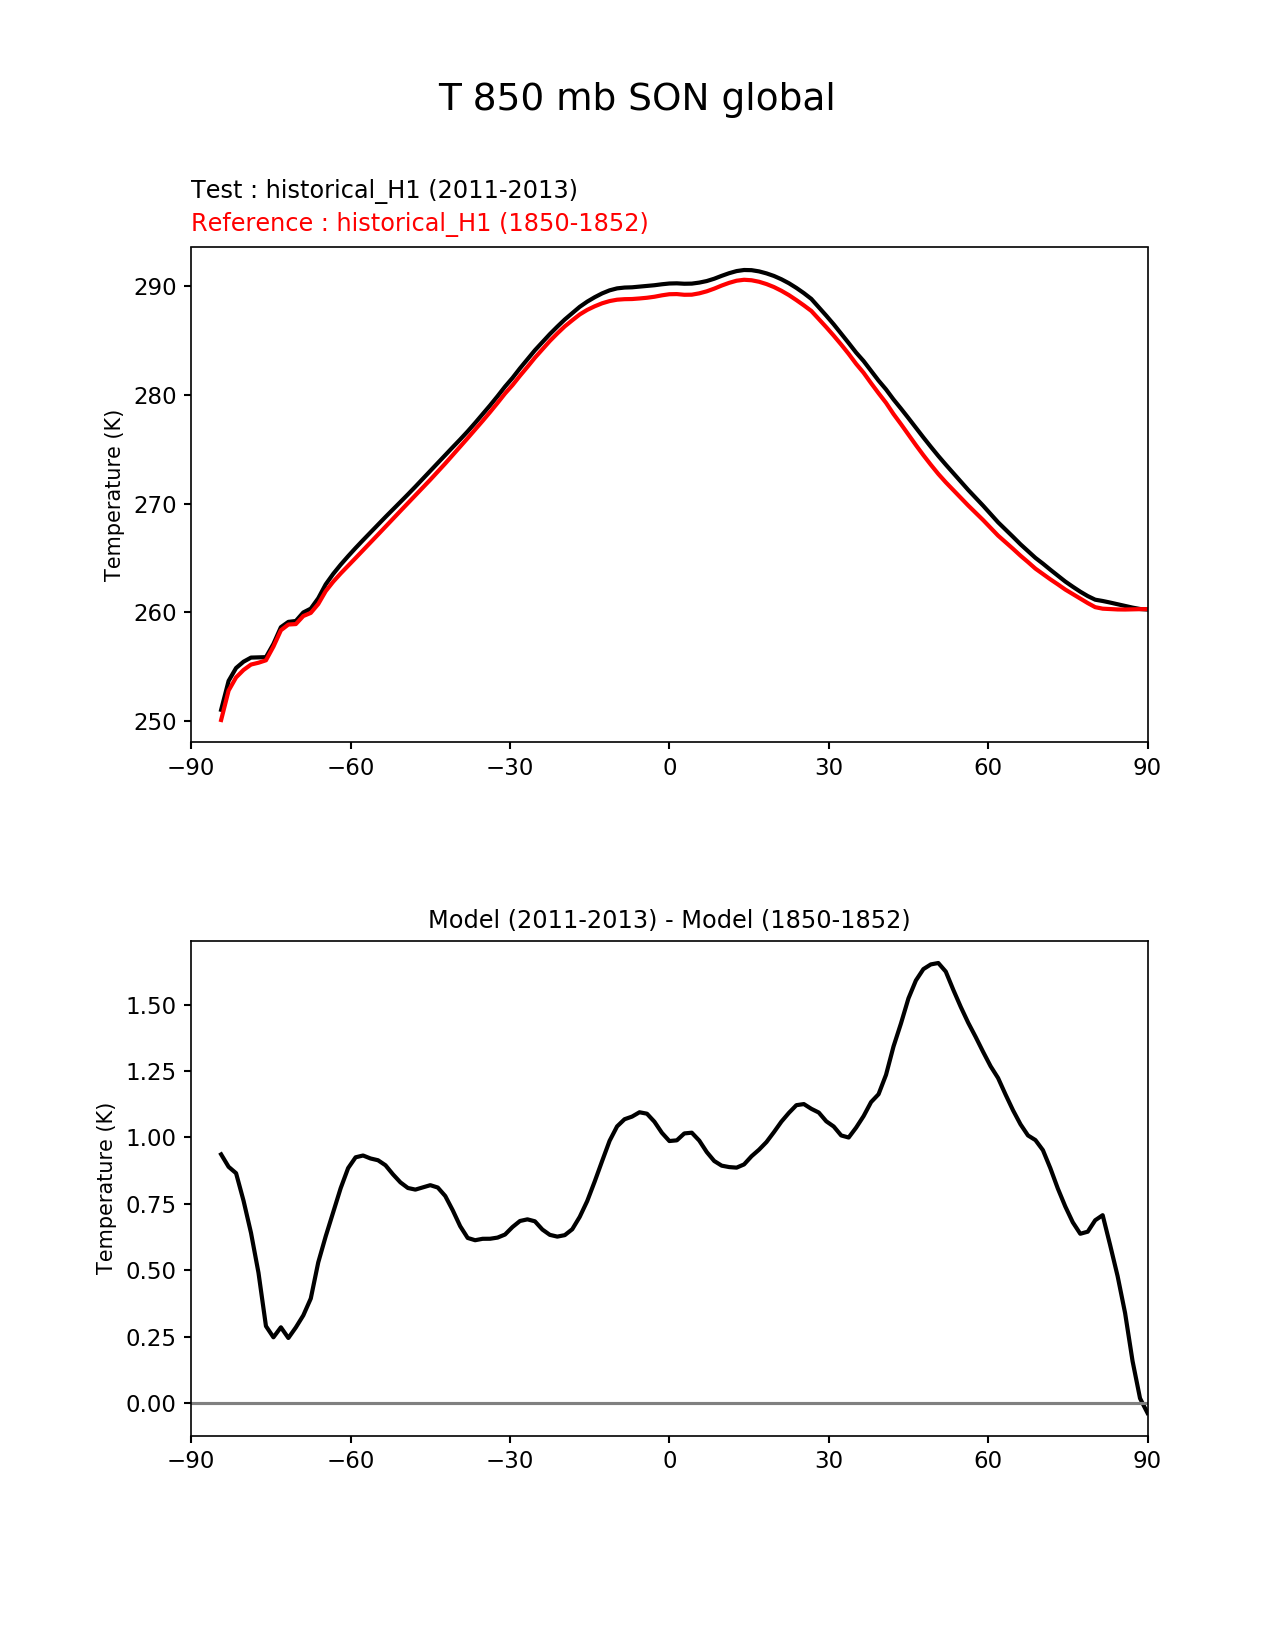 T 850 mb SON global
Test : historical_H1 (2011-2013)
Reference : historical_H1 (1850-1852)
Temperature (K)
290
280
270
260
250
−90 −60 −30 0 30 60 90
Model (2011-2013) - Model (1850-1852)
Temperature (K)
1.50
1.25
1.00
0.75
0.50
0.25
0.00
−90 −60 −30 0 30 60 90